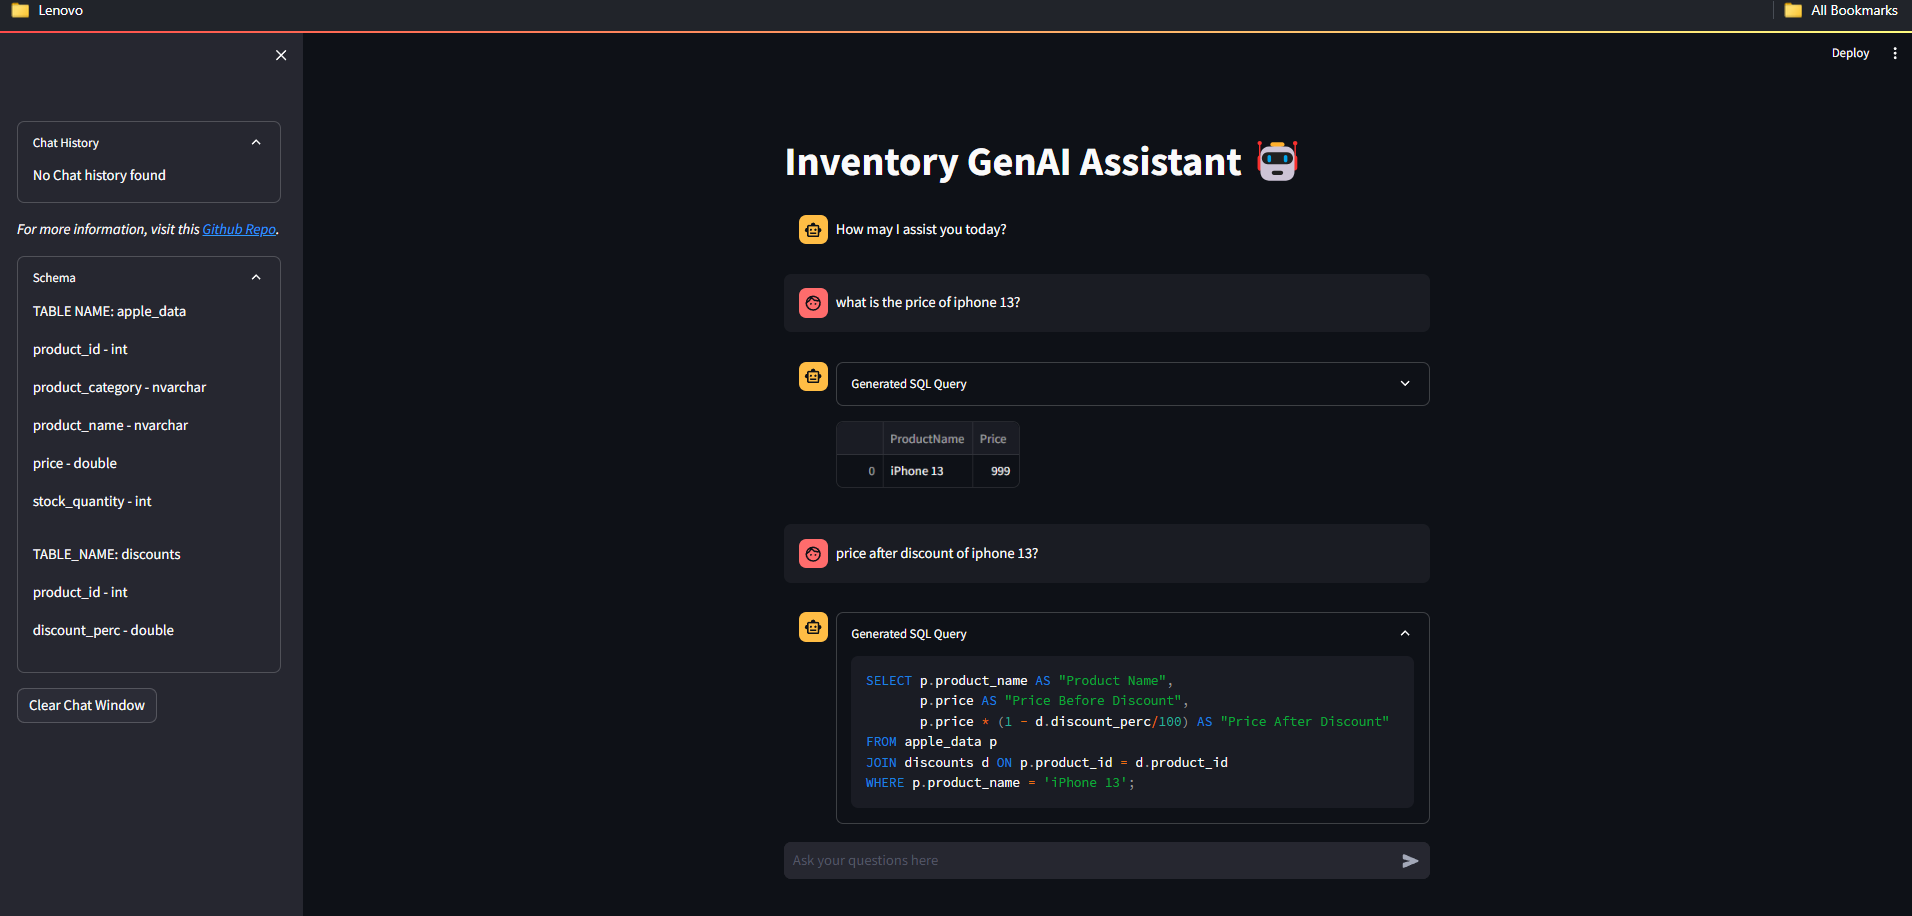 Lenovo
All Bookmarks
Deploy
Chat History
No Chat history found
For more information, visit this Github Repo.
Schema
TABLE NAME: apple_data
product_id - int
product_category - nvarchar
product_name - nvarchar
price - double
stock_quantity - int
TABLE_NAME: discounts
product_id - int
discount_perc - double
Clear Chat Window
Inventory GenAI Assistant
How may I assist you today?
what is the price of iphone 13?
Generated SQL Query
ProductName Price
0 iPhone 13 999
price after discount of iphone 13?
Generated SQL Query
SELECT p.product_name AS "Product Name",
p.price AS "Price Before Discount",
p.price * (1 - d.discount_perc/100) AS "Price After Discount"
FROM apple_data p
JOIN discounts d ON p.product_id = d.product_id
WHERE p.product_name = 'iPhone 13';
Ask your questions here